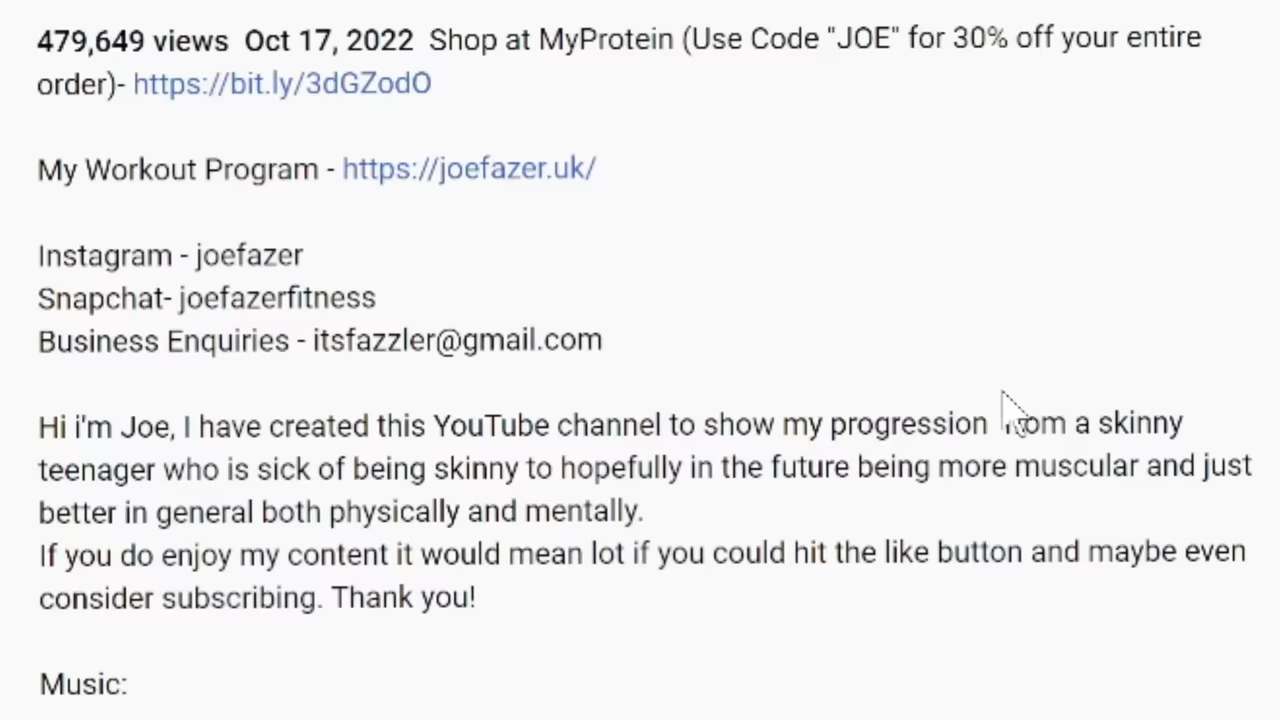 479,649 views  Oct 17, 2022  Shop at MyProtein (Use Code "JOE" for 30% off your entire
order)- https://bit.ly/3dGZodO
My Workout Program - https://joefazer.uk/
Instagram - joefazer
Snapchat- joefazerfitness
Business Enquiries - itsfazzler@gmail.com
Hi i'm Joe, I have created this YouTube channel to show my progression from a skinny
teenager who is sick of being skinny to hopefully in the future being more muscular and just
better in general both physically and mentally.
If you do enjoy my content it would mean lot if you could hit the like button and maybe even
consider subscribing. Thank you!
Music: